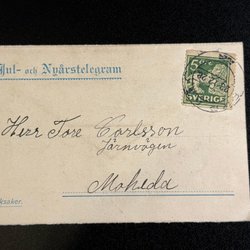 Jul- och Nyårstelegram
5
SVERIGE
Herr Tore Carlsson
Järnvägen
Moheda